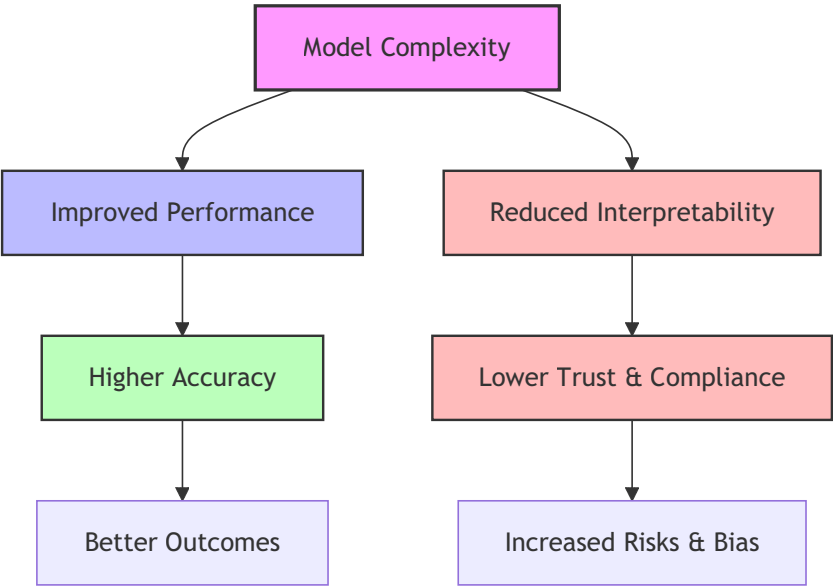 Model Complexity
Improved Performance
Reduced Interpretability
Higher Accuracy
Lower Trust & Compliance
Better Outcomes
Increased Risks & Bias